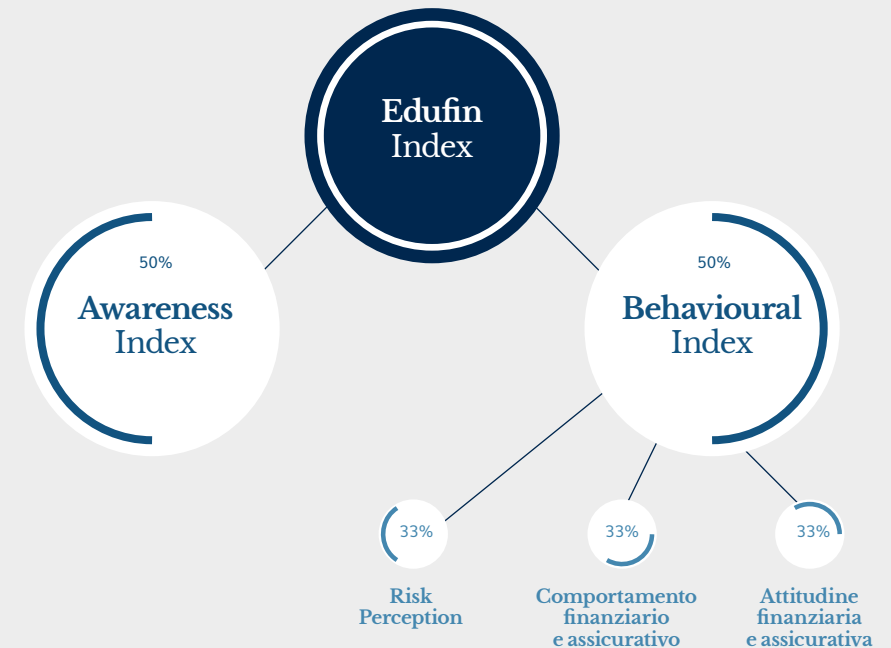 Edufin
Index
50%
Awareness
Index
50%
Behavioural
Index
33%
Risk
Perception
33%
Comportamento
finanziario
e assicurativo
33%
Attitudine
finanziaria
e assicurativa